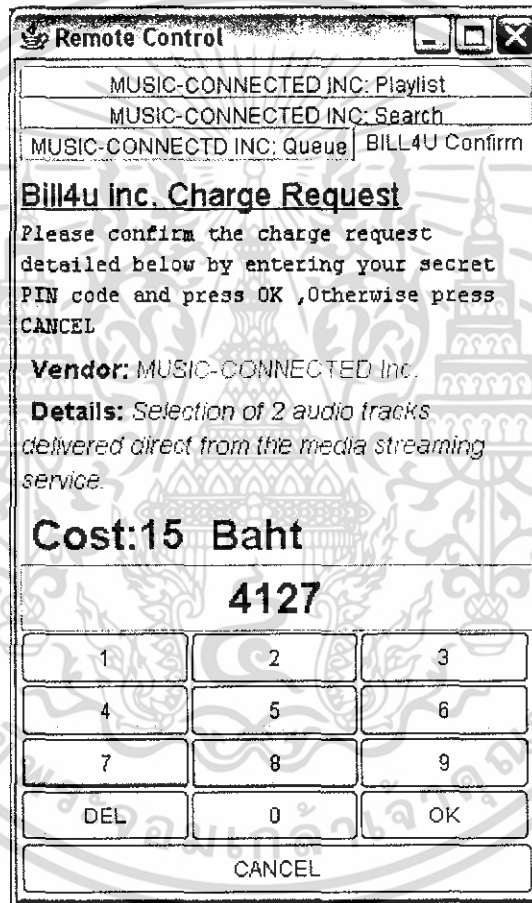 Remote Control
MUSIC-CONNECTED INC: Playlist
MUSIC-CONNECTED INC: Search
MUSIC-CONNECTD INC: Queue BILL4U Confirm
Bill4u inc. Charge Request
Please confirm the charge request
detailed below by entering your secret
PIN code and press OK ,Otherwise press
CANCEL
Vendor: MUSIC-CONNECTED Inc.
Details: Selection of 2 audio tracks
delivered direct from the media streaming
service.
Cost:15 Baht
4127
1 2 3
4 5 6
7 8 9
DEL 0 OK
CANCEL